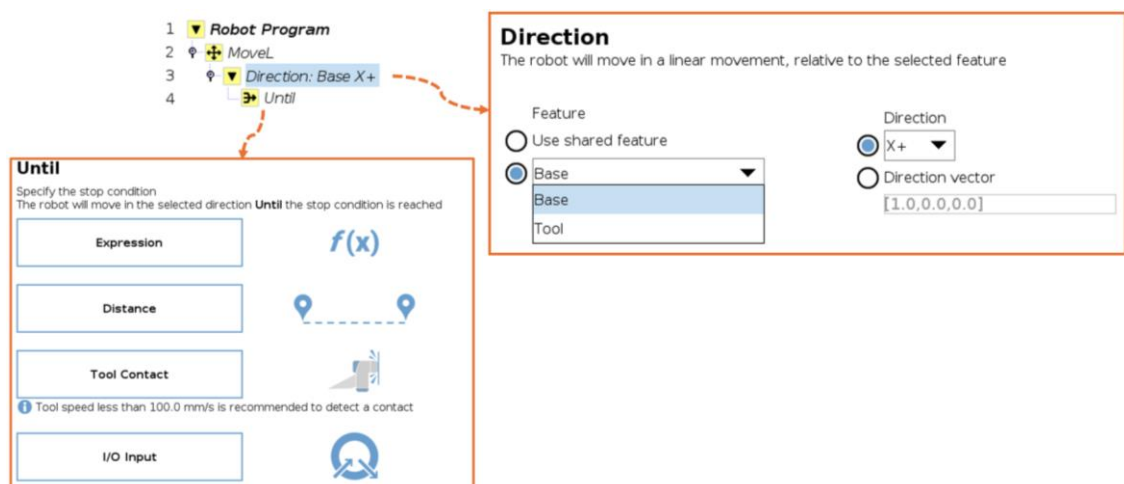 1 Robot Program
2 MoveL
3 Direction: Base X+
4 Until
Direction
The robot will move in a linear movement, relative to the selected feature
Feature
Use shared feature
Base
Base
Tool
Direction
X+
Direction vector
[1.0,0.0,0.0]
Until
Specify the stop condition
The robot will move in the selected direction Until the stop condition is reached
Expression
f(x)
Distance
Tool Contact
Tool speed less than 100.0 mm/s is recommended to detect a contact
I/O Input